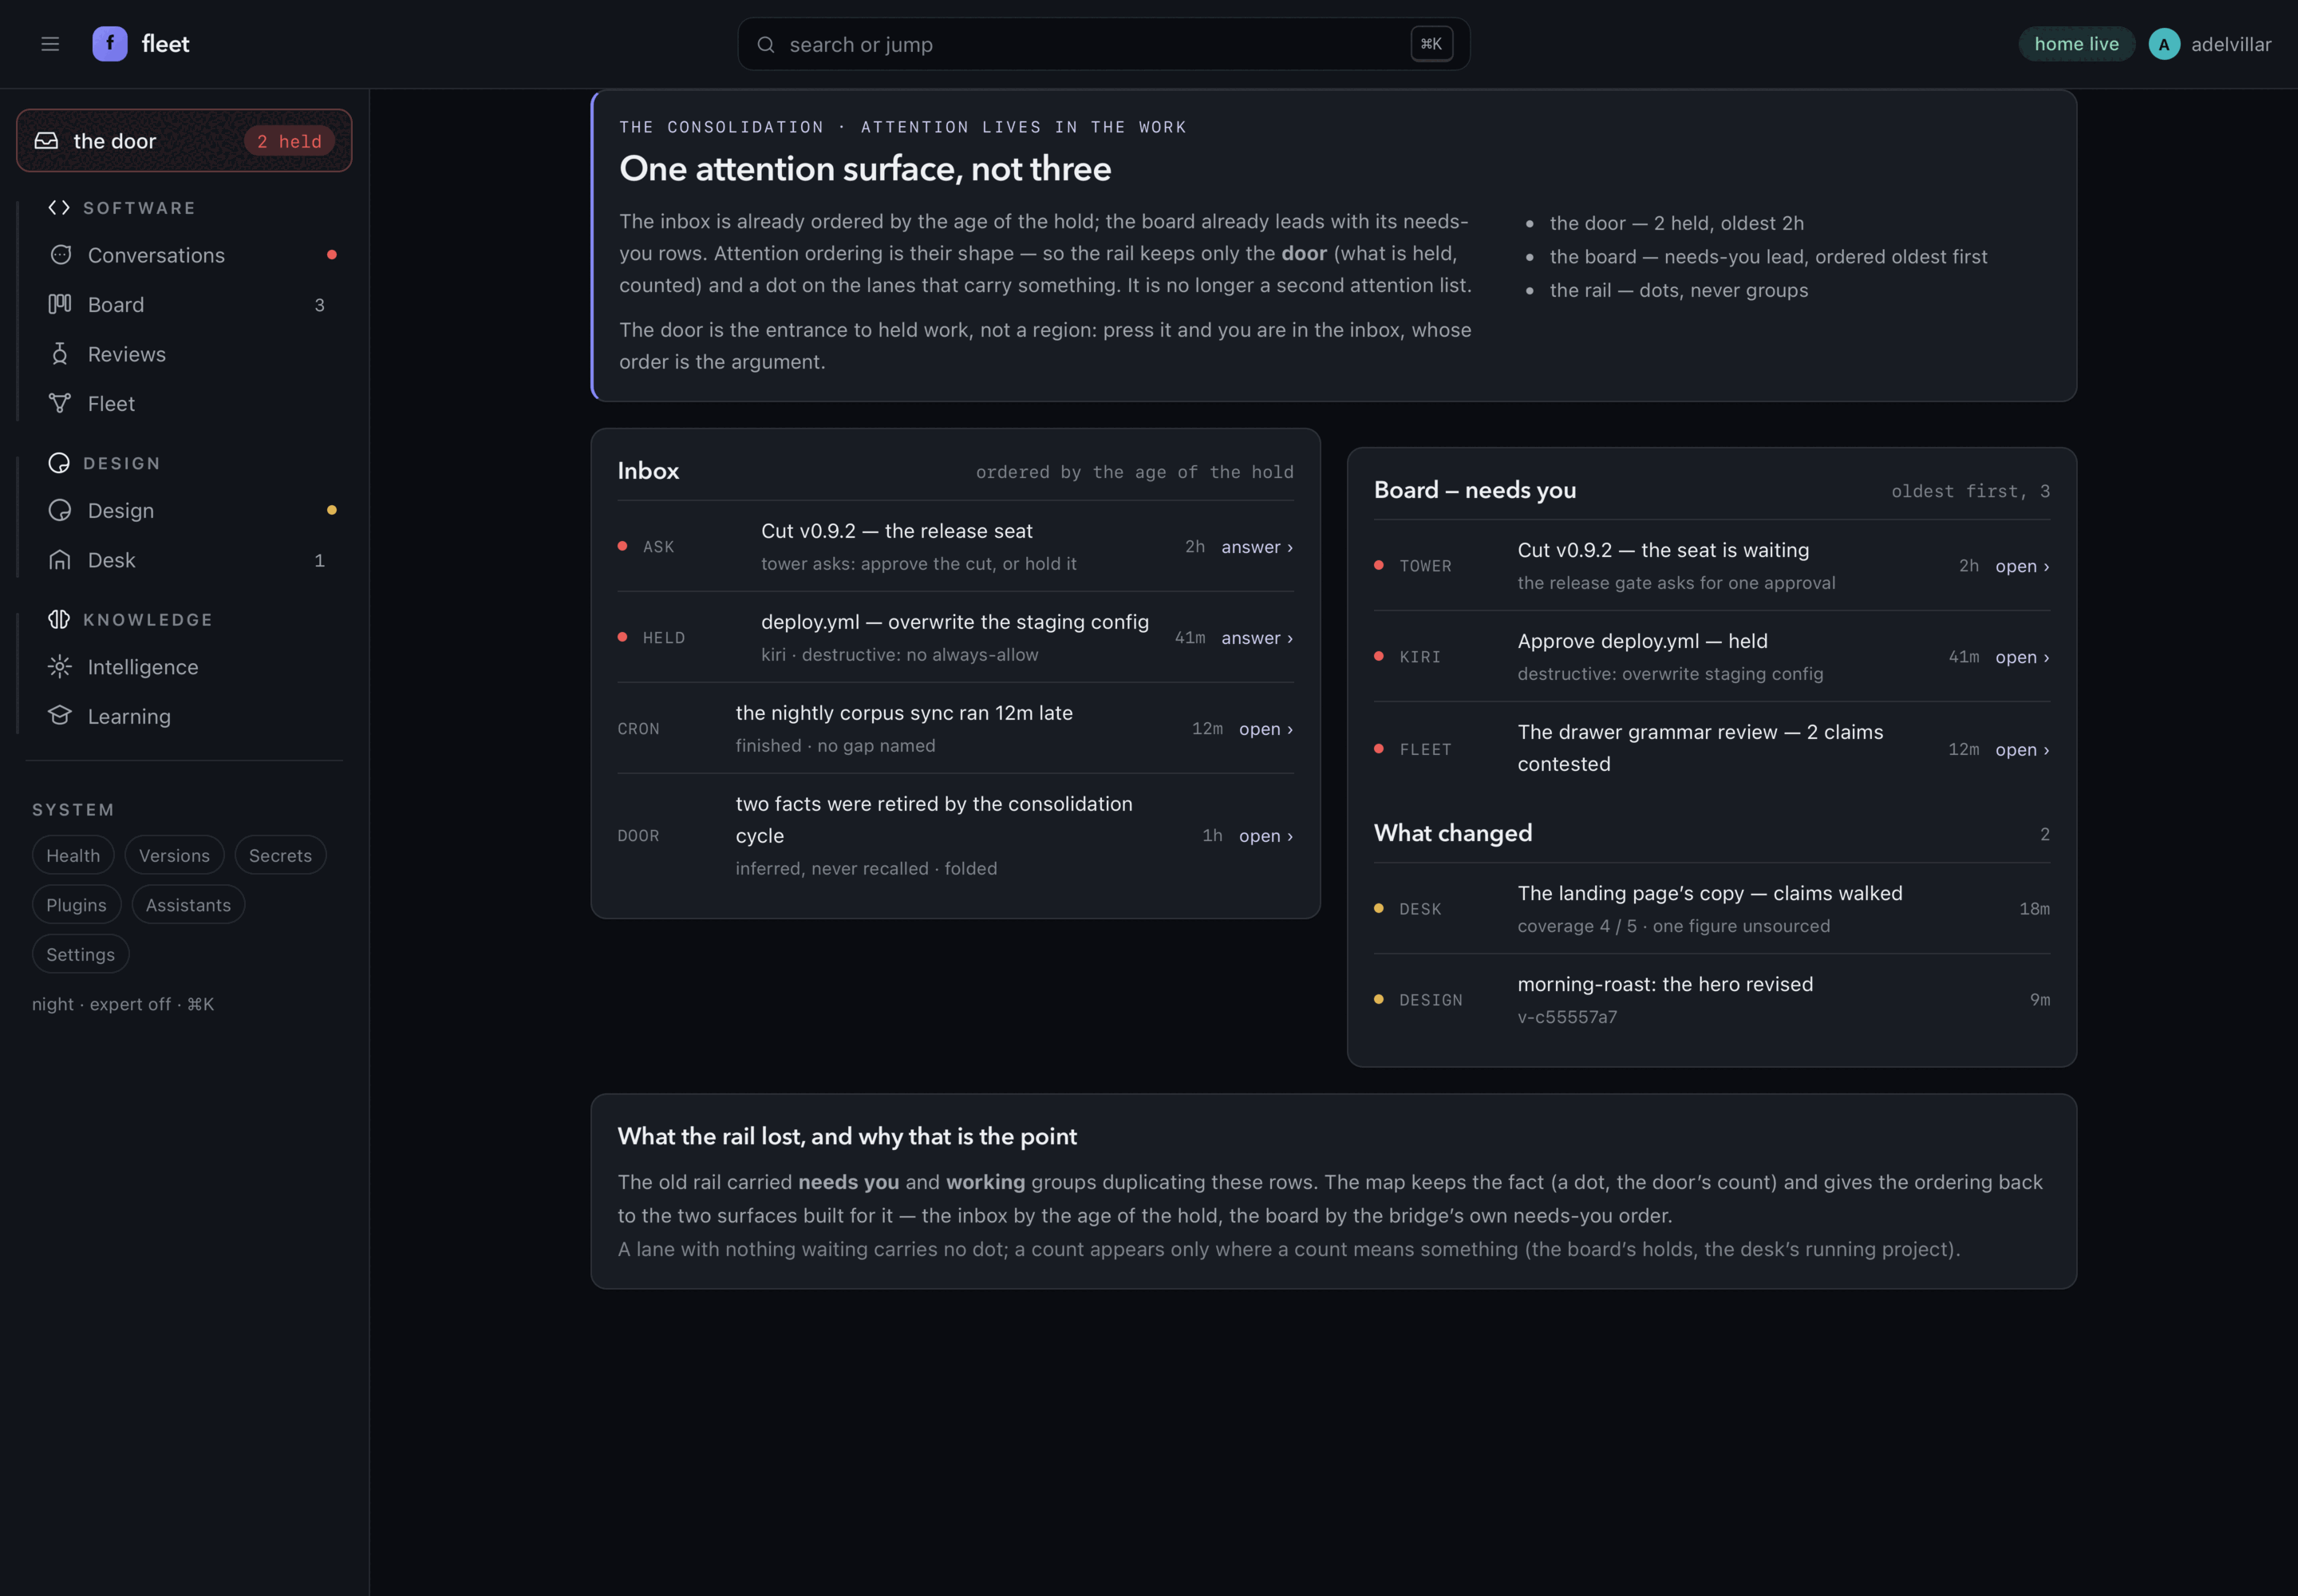 f fleet
search or jump ⌘K
home live A adelvillar
the door 2 held
SOFTWARE
Conversations
Board 3
Reviews
Fleet
DESIGN
Design
Desk 1
KNOWLEDGE
Intelligence
Learning
SYSTEM
Health Versions Secrets
Plugins Assistants
Settings
night · expert off · ⌘K
THE CONSOLIDATION · ATTENTION LIVES IN THE WORK
One attention surface, not three
The inbox is already ordered by the age of the hold; the board already leads with its needs-
you rows. Attention ordering is their shape — so the rail keeps only the door (what is held,
counted) and a dot on the lanes that carry something. It is no longer a second attention list.
The door is the entrance to held work, not a region: press it and you are in the inbox, whose
order is the argument.
• the door — 2 held, oldest 2h
• the board — needs-you lead, ordered oldest first
• the rail — dots, never groups
Inbox ordered by the age of the hold
ASK Cut v0.9.2 — the release seat 2h answer ›
tower asks: approve the cut, or hold it
HELD deploy.yml — overwrite the staging config 41m answer ›
kiri · destructive: no always-allow
CRON the nightly corpus sync ran 12m late 12m open ›
finished · no gap named
DOOR two facts were retired by the consolidation
cycle 1h open ›
inferred, never recalled · folded
Board – needs you oldest first, 3
TOWER Cut v0.9.2 — the seat is waiting 2h open ›
the release gate asks for one approval
KIRI Approve deploy.yml — held 41m open ›
destructive: overwrite staging config
FLEET The drawer grammar review — 2 claims
contested 12m open ›
What changed 2
DESK The landing page’s copy — claims walked 18m
coverage 4 / 5 · one figure unsourced
DESIGN morning-roast: the hero revised 9m
v-c55557a7
What the rail lost, and why that is the point
The old rail carried needs you and working groups duplicating these rows. The map keeps the fact (a dot, the door’s count) and gives the ordering back
to the two surfaces built for it — the inbox by the age of the hold, the board by the bridge’s own needs-you order.
A lane with nothing waiting carries no dot; a count appears only where a count means something (the board’s holds, the desk’s running project).